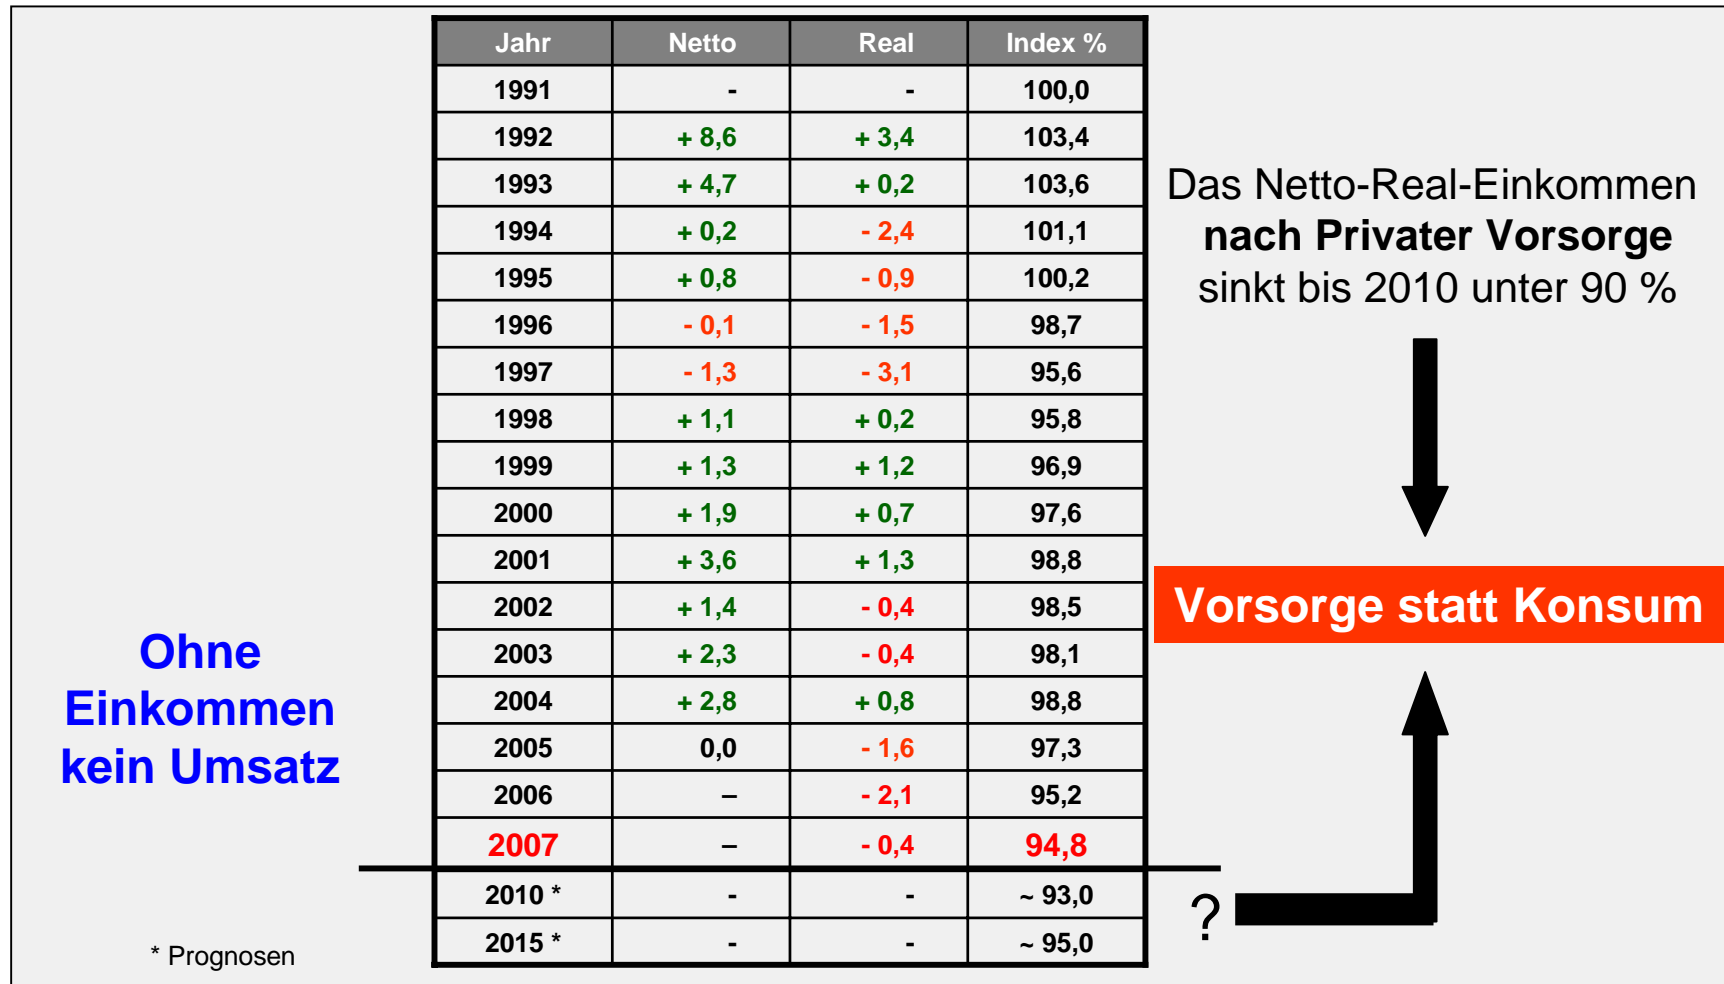 Jahr Netto Real Index %
1991 - - 100,0
1992 + 8,6 + 3,4 103,4
1993 + 4,7 + 0,2 103,6
1994 + 0,2 - 2,4 101,1
1995 + 0,8 - 0,9 100,2
1996 - 0,1 - 1,5 98,7
1997 - 1,3 - 3,1 95,6
1998 + 1,1 + 0,2 95,8
1999 + 1,3 + 1,2 96,9
2000 + 1,9 + 0,7 97,6
2001 + 3,6 + 1,3 98,8
2002 + 1,4 - 0,4 98,5
2003 + 2,3 - 0,4 98,1
2004 + 2,8 + 0,8 98,8
2005 0,0 - 1,6 97,3
2006 – - 2,1 95,2
2007 – - 0,4 94,8
2010 * - - ~ 93,0
2015 * - - ~ 95,0
Das Netto-Real-Einkommen
nach Privater Vorsorge
sinkt bis 2010 unter 90 %
Vorsorge statt Konsum
?
Ohne
Einkommen
kein Umsatz
* Prognosen